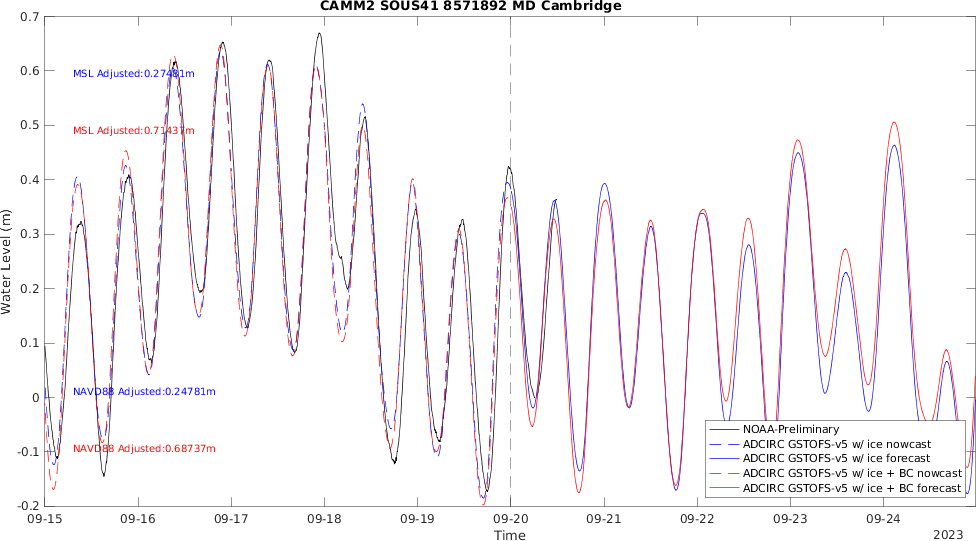 CAMM2 SOUS41 8571892 MD Cambridge
0.7
0.6
0.5
0.4
0.3
0.2
0.1
0
-0.1
-0.2
Water Level (m)
MSL Adjusted:0.27481m
MSL Adjusted:0.71437m
NAVD88 Adjusted:0.24781m
NAVD88 Adjusted:0.68737m
NOAA-Preliminary
ADCIRC GSTOFS-v5 w/ ice nowcast
ADCIRC GSTOFS-v5 w/ ice forecast
ADCIRC GSTOFS-v5 w/ ice + BC nowcast
ADCIRC GSTOFS-v5 w/ ice + BC forecast
09-15 09-16 09-17 09-18 09-19 09-20 09-21 09-22 09-23 09-24
Time
2023